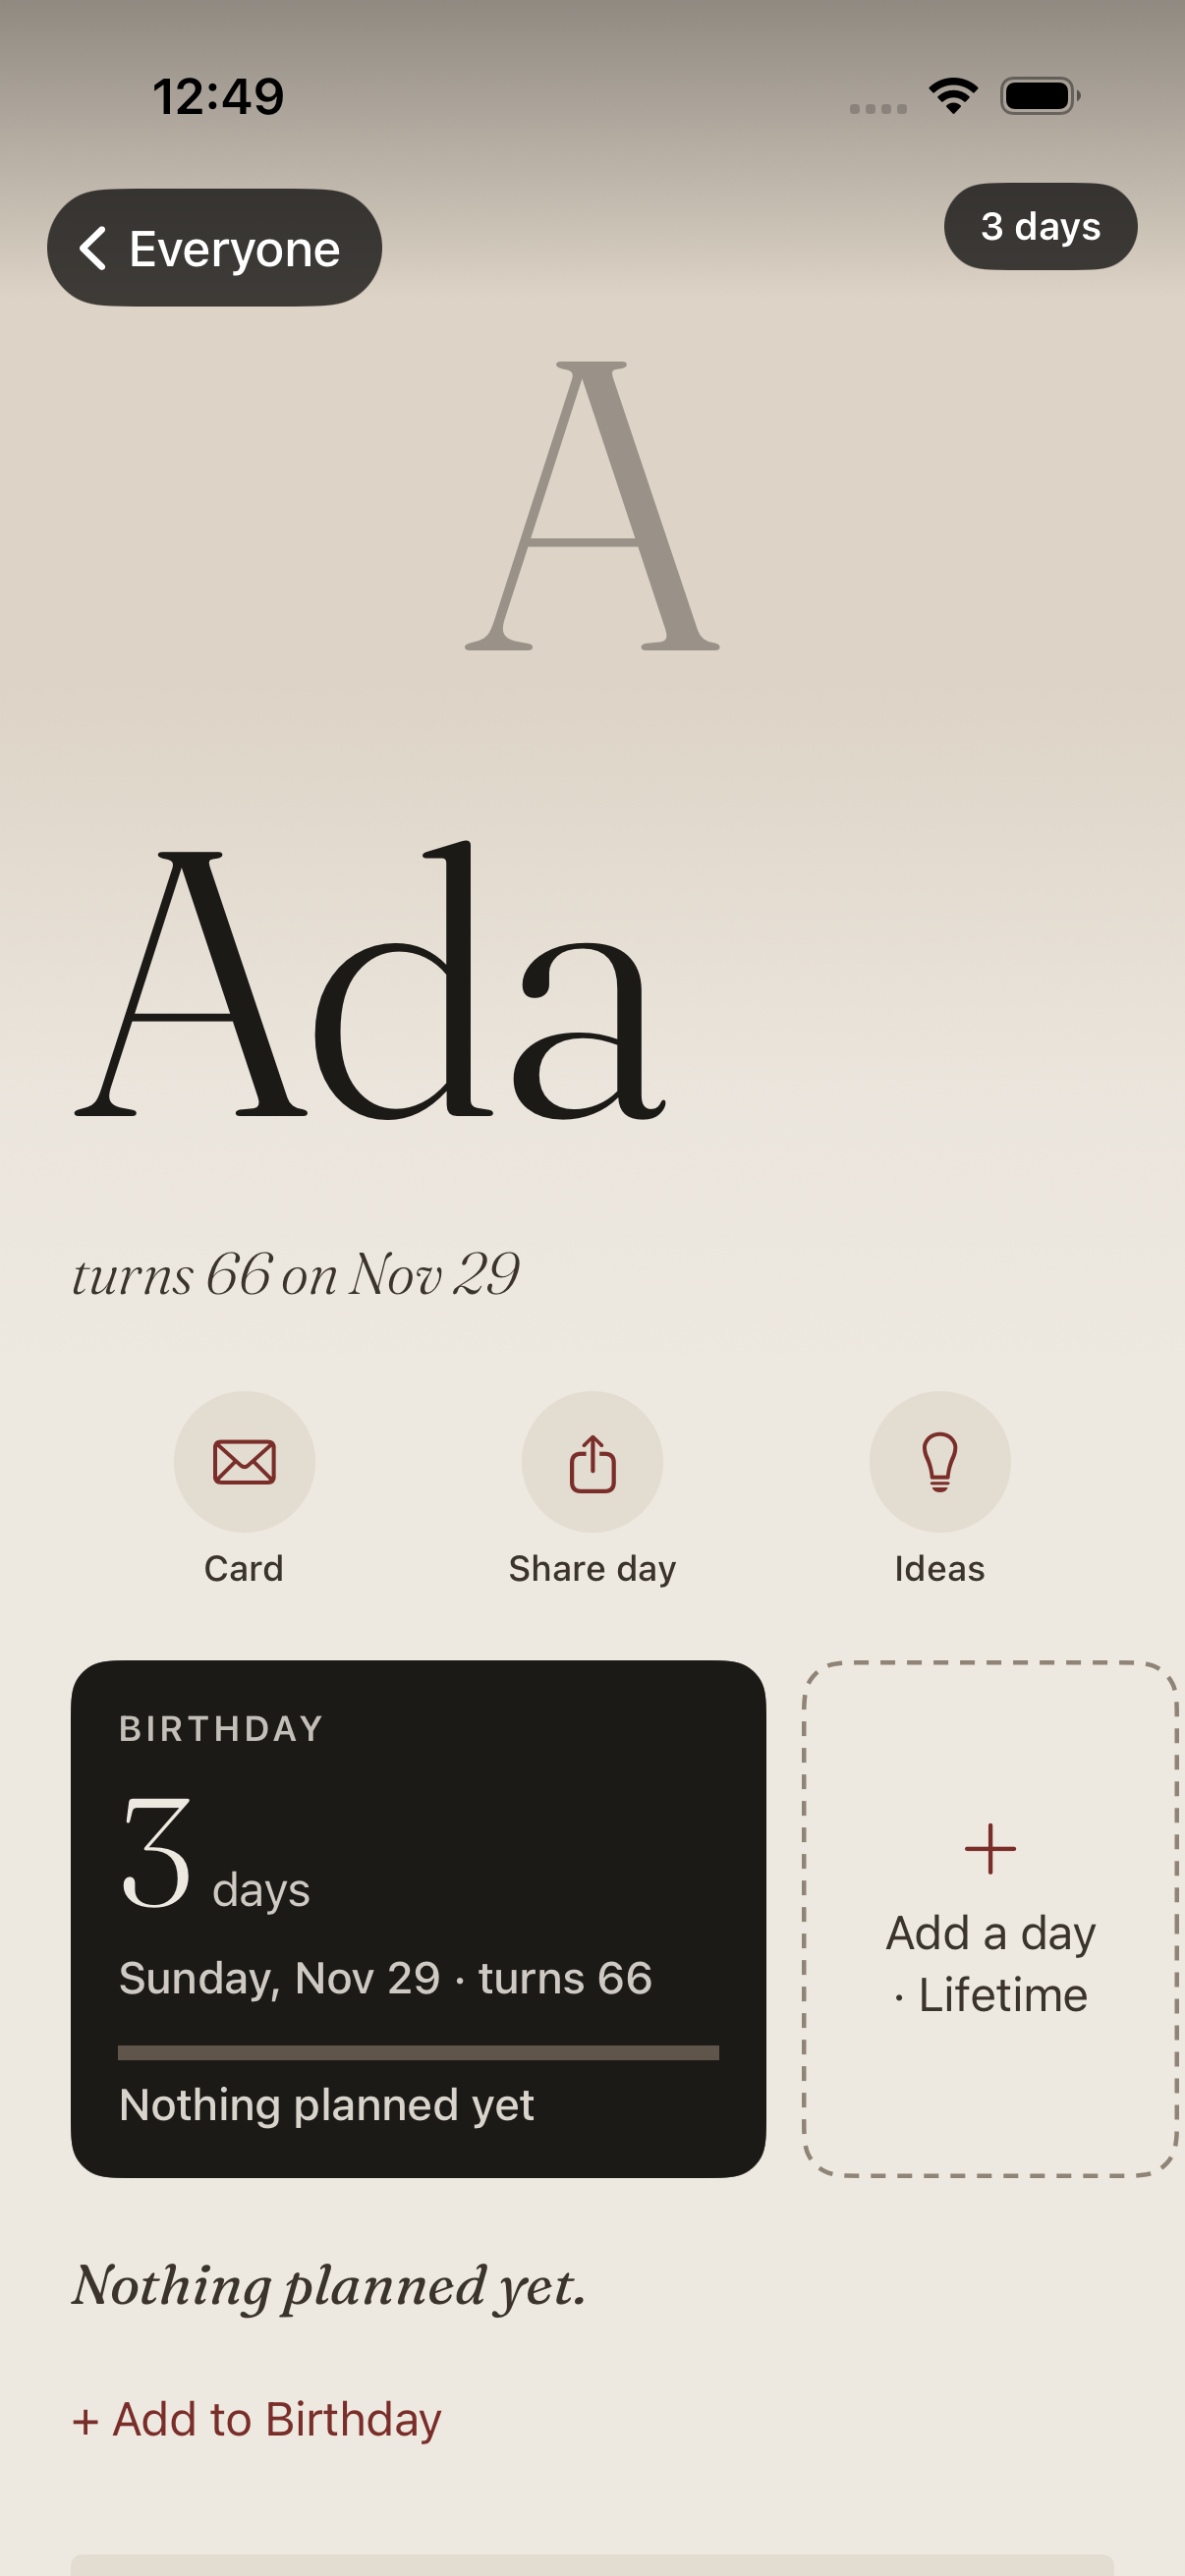 12:49
Everyone
3 days
A
Ada
turns 66 on Nov 29
Card
Share day
Ideas
BIRTHDAY
3 days
Sunday, Nov 29 · turns 66
Nothing planned yet
Add a day
· Lifetime
Nothing planned yet.
+ Add to Birthday